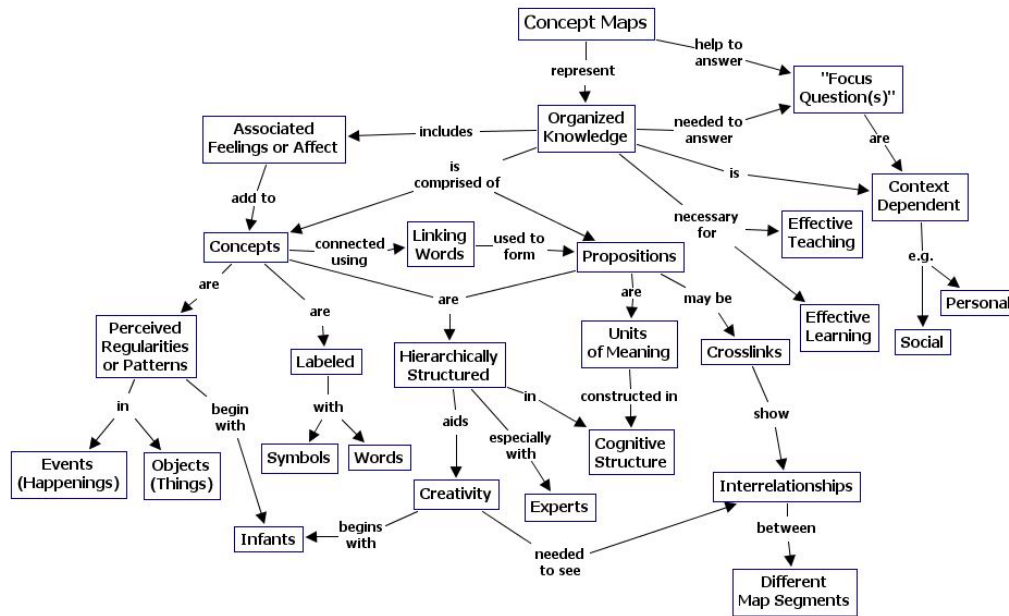 Concept Maps
help to
answer
represent
"Focus
Question(s)"
Organized
Knowledge
needed to
answer
includes
Associated
Feelings or Affect
are
is
comprised of
is
Context
Dependent
add to
necessary
for
Effective
Teaching
Concepts
connected
using
Linking
Words
used to
form
Propositions
e.g.
are
are
are
may be
Personal
Perceived
Regularities
or Patterns
are
Units
of Meaning
Effective
Learning
Social
Labeled
Hierarchically
Structured
Crosslinks
in
begin
with
with
aids
in
constructed in
show
especially
with
Events
(Happenings)
Objects
(Things)
Symbols
Words
Cognitive
Structure
Creativity
Experts
Interrelationships
Infants
begins
with
needed
to see
between
Different
Map Segments